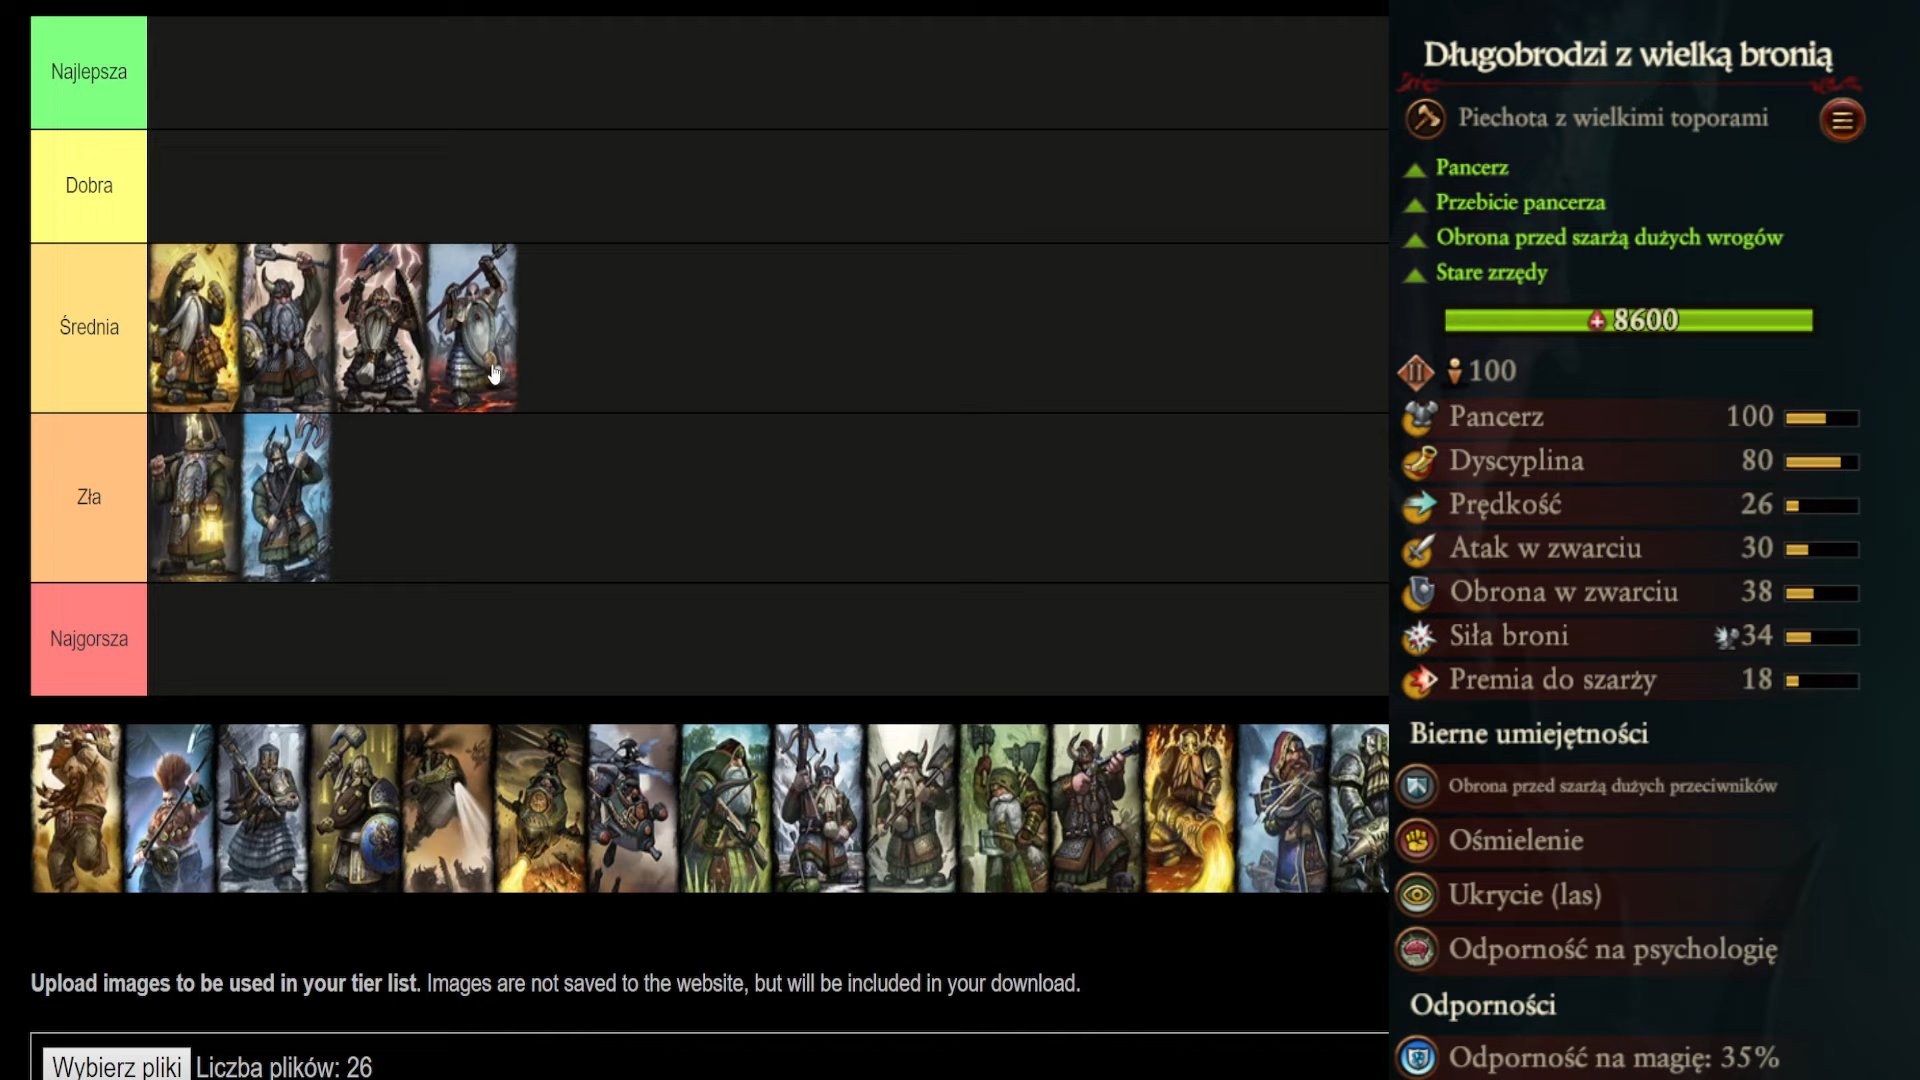 Najlepsza
Dobra
Średnia
Zła
Najgorsza
Upload images to be used in your tier list. Images are not saved to the website, but will be included in your download.
Wybierz pliki Liczba plików: 26
Długobrodzi z wielką bronią
Piechota z wielkimi toporami
Pancerz
Przebicie pancerza
Obrona przed szarżą dużych wrogów
Stare zrzędy
8600
II 100
Pancerz 100
Dyscyplina 80
Prędkość 26
Atak w zwarciu 30
Obrona w zwarciu 38
Siła broni 34
Premia do szarży 18
Bierne umiejętności
Obrona przed szarżą dużych przeciwników
Ośmielenie
Ukrycie (las)
Odporność na psychologię
Odporności
Odporność na magię: 35%